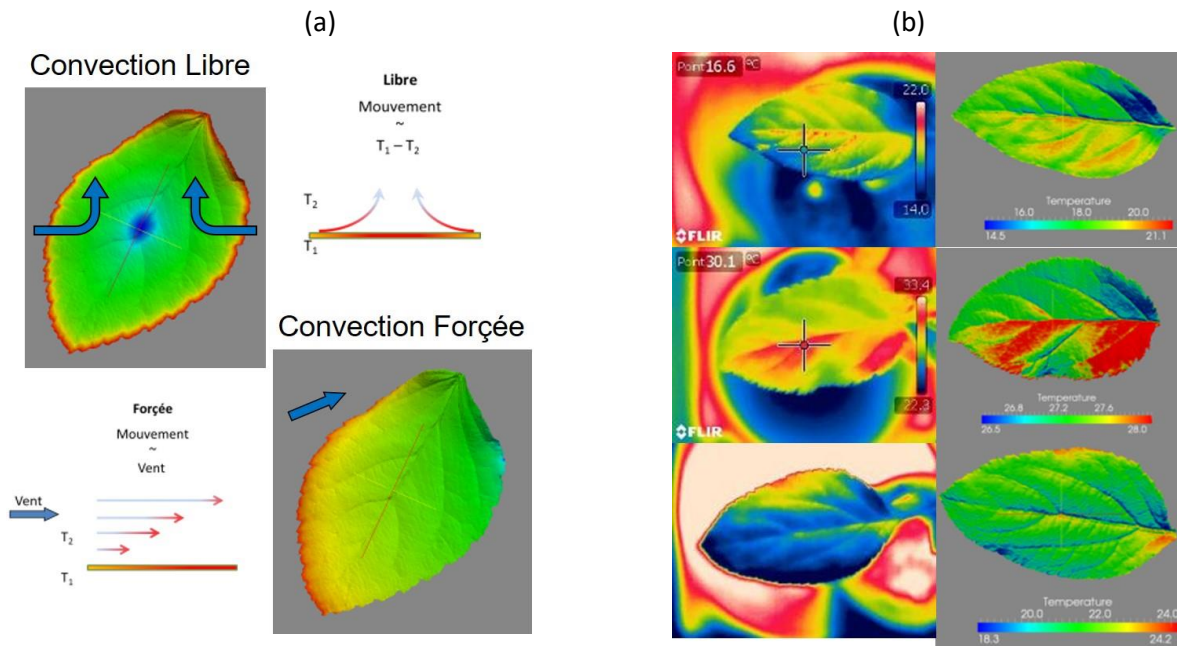 (a)
Convection Libre
Libre
Mouvement
~
T1 – T2
T2
T1
Convection Forçée
Forçée
Mouvement
~
Vent
Vent
T2
T1
(b)
Point 16.6 °C
22.0
14.0
FLIR
Temperature
16.0 18.0 20.0
14.5 21.1
Point 30.1 °C
33.4
22.3
FLIR
Temperature
26.8 27.2 27.6
26.5 28.0
Temperature
20.0 22.0 24.0
18.3 24.2